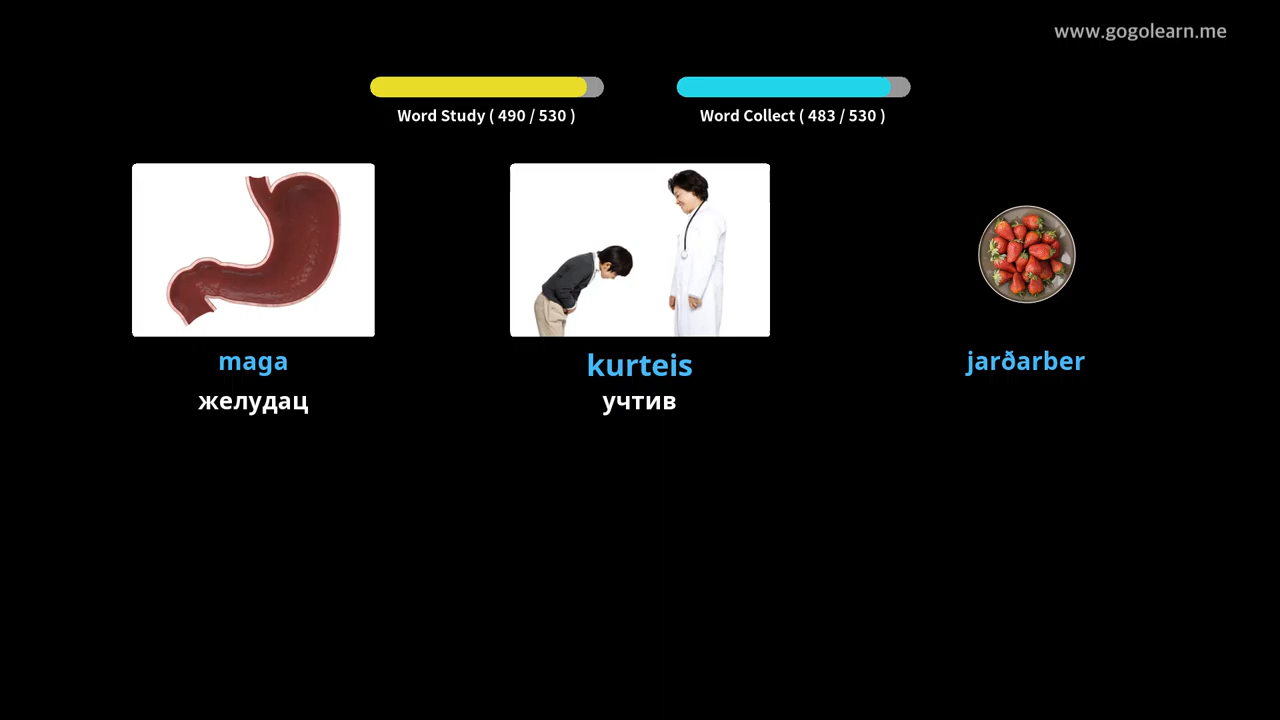 www.gogolearn.me
Word Study ( 490 / 530 )
Word Collect ( 483 / 530 )
maga
kurteis
jarðarber
желудац
учтив